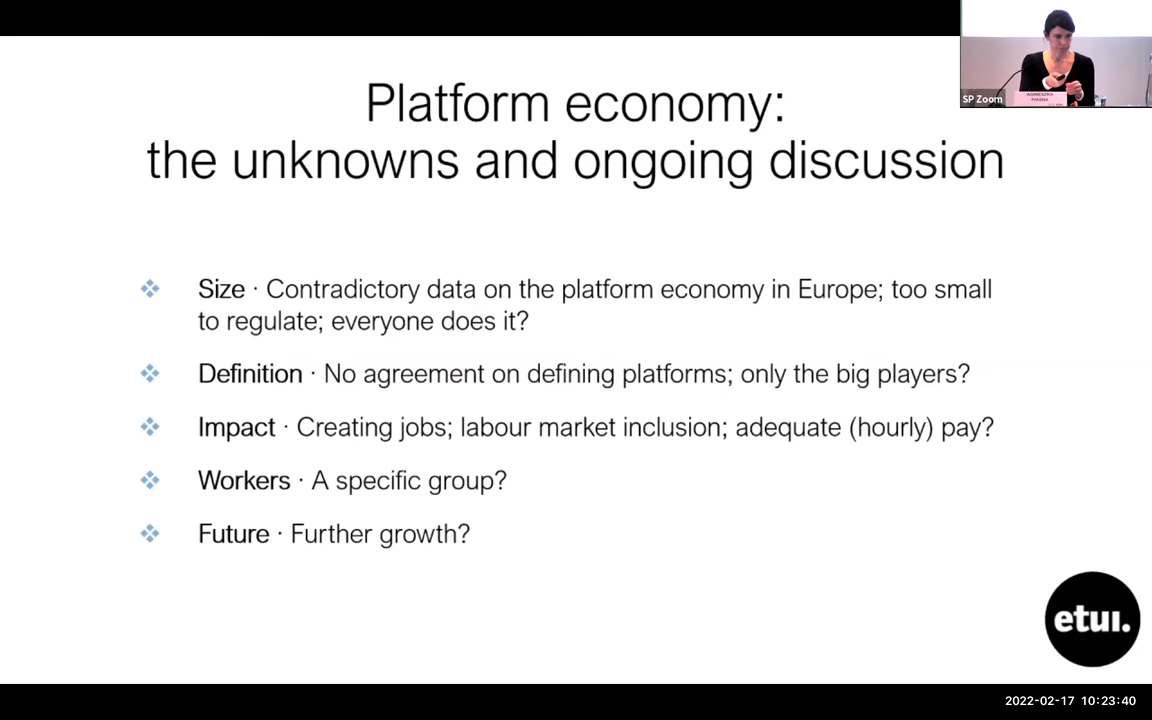 Platform economy:
the unknowns and ongoing discussion
SP Zoom
AGNIESZKA
PIASNA
Size · Contradictory data on the platform economy in Europe; too small
to regulate; everyone does it?
Definition · No agreement on defining platforms; only the big players?
Impact · Creating jobs; labour market inclusion; adequate (hourly) pay?
Workers · A specific group?
Future · Further growth?
etui.
2022-02-17 10:23:40